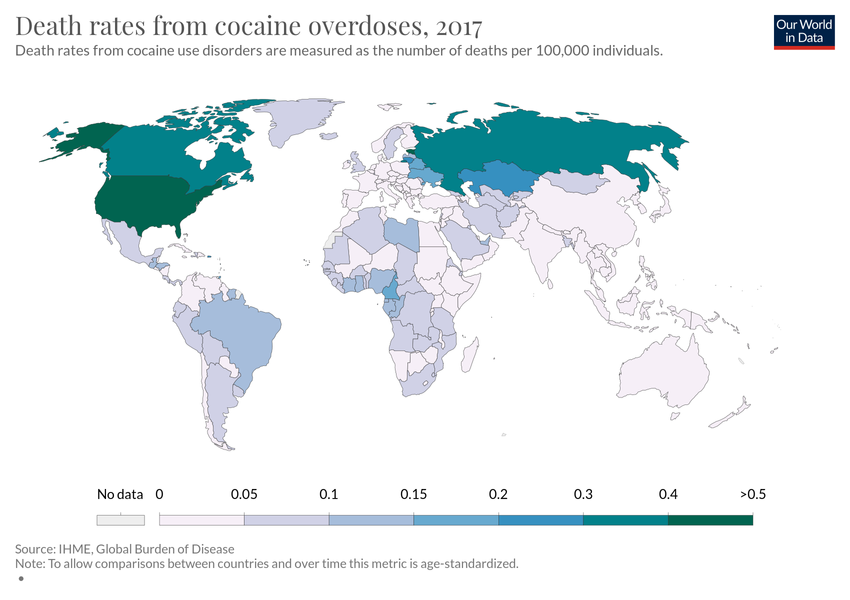 Death rates from cocaine overdoses, 2017
Death rates from cocaine use disorders are measured as the number of deaths per 100,000 individuals.
Our World
in Data
No data 0 0.05 0.1 0.15 0.2 0.3 0.4 >0.5
Source: IHME, Global Burden of Disease
Note: To allow comparisons between countries and over time this metric is age-standardized.